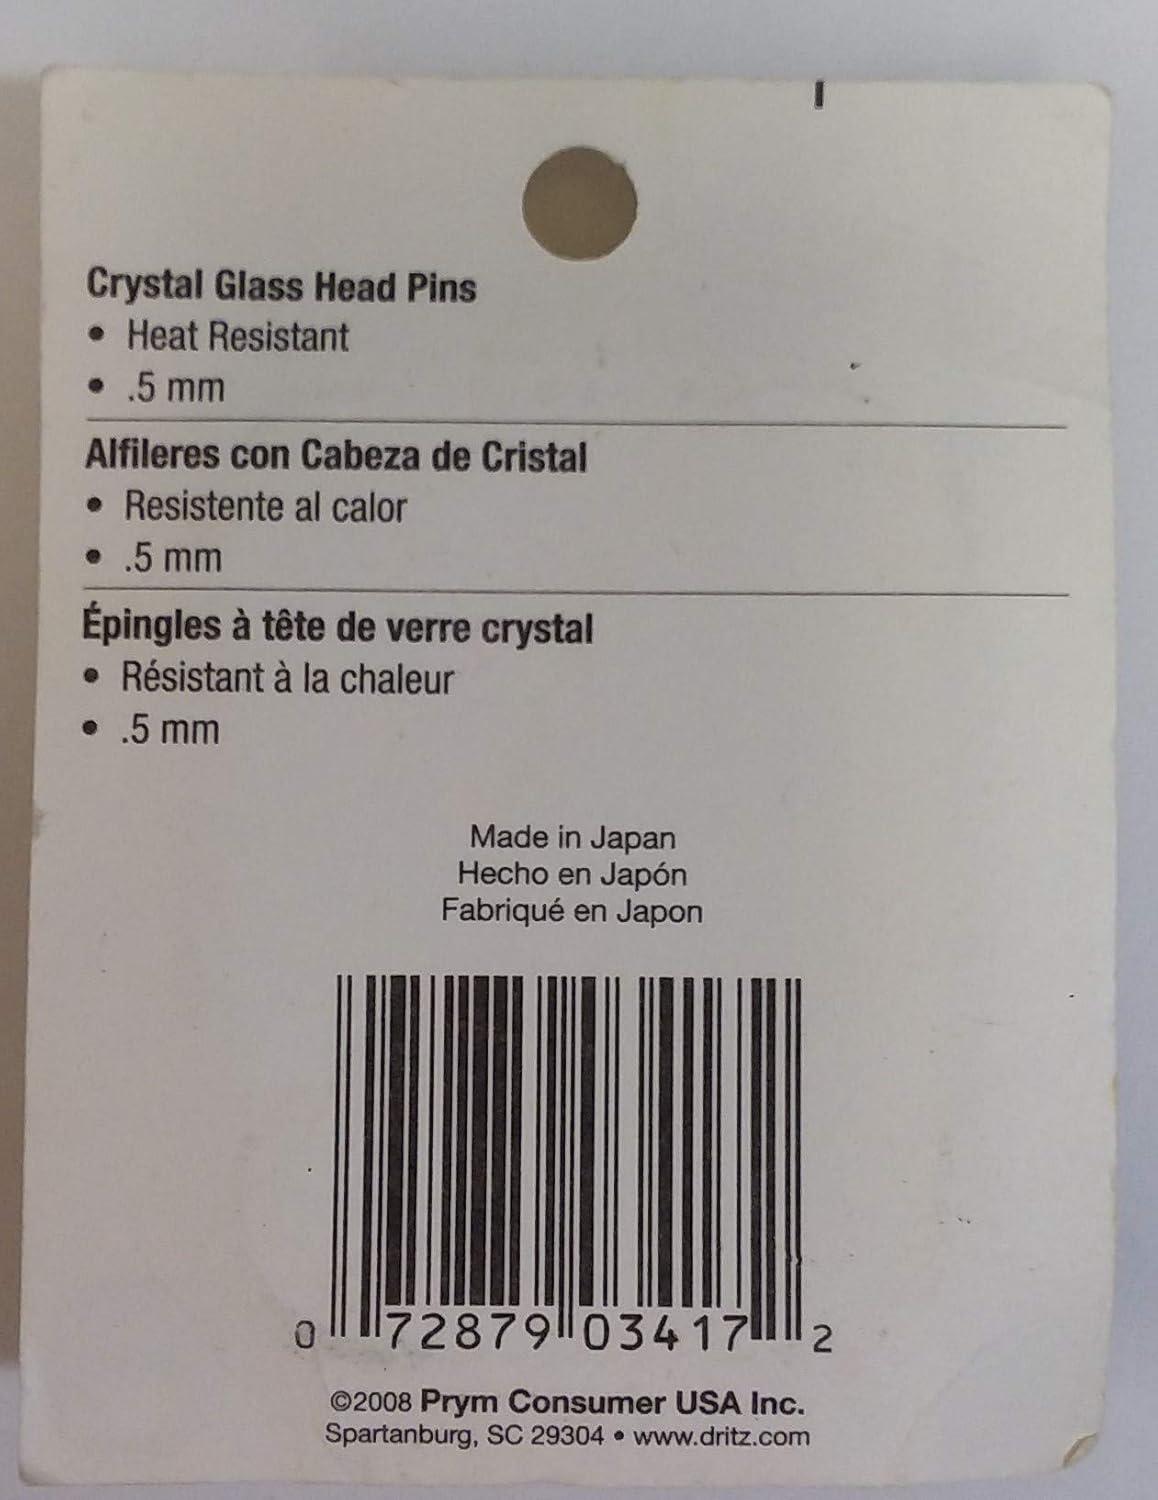 Crystal Glass Head Pins
• Heat Resistant
• .5 mm
Alfileres con Cabeza de Cristal
• Resistente al calor
• .5 mm
Épingles à tête de verre crystal
• Résistant à la chaleur
• .5 mm
Made in Japan
Hecho en Japón
Fabriqué en Japon
0 72879 03417 2
©2008 Prym Consumer USA Inc.
Spartanburg, SC 29304 • www.dritz.com